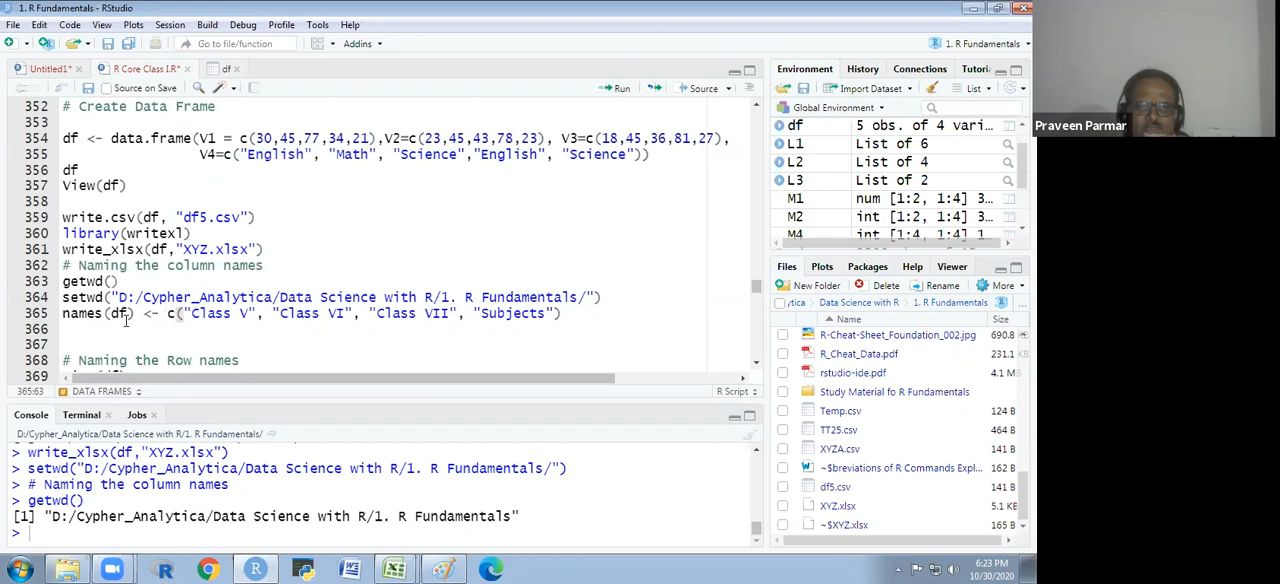 1. R Fundamentals - RStudio
File Edit Code View Plots Session Build Debug Profile Tools Help
Go to file/function Addins 1. R Fundamentals
Untitled1* R Core Class I.R* df
Source on Save Run Source
352 # Create Data Frame
353
354 df <- data.frame(V1 = c(30,45,77,34,21),V2=c(23,45,43,78,23), V3=c(18,45,36,81,27),
355 V4=c("English", "Math", "Science","English", "Science"))
356 df
357 View(df)
358
359 write.csv(df, "df5.csv")
360 library(writexl)
361 write_xlsx(df,"XYZ.xlsx")
362 # Naming the column names
363 getwd()
364 setwd("D:/Cypher_Analytica/Data Science with R/1. R Fundamentals/")
365 names(df) <- c("Class V", "Class VI", "Class VII", "Subjects")
366
367
368 # Naming the Row names
369
365:63 DATA FRAMES R Script
Console Terminal Jobs
D:/Cypher_Analytica/Data Science with R/1. R Fundamentals/
> write_xlsx(df,"XYZ.xlsx")
> setwd("D:/Cypher_Analytica/Data Science with R/1. R Fundamentals/")
> # Naming the column names
> getwd()
[1] "D:/Cypher_Analytica/Data Science with R/1. R Fundamentals"
>
Environment History Connections Tutori
Import Dataset List
Global Environment
df 5 obs. of 4 vari...
L1 List of 6
L2 List of 4
L3 List of 2
M1 num [1:2, 1:4] 3...
M2 int [1:2, 1:4] 3...
M4 int [1:4, 1:4] 1
Files Plots Packages Help Viewer
New Folder Delete Rename More
ytica Data Science with R 1. R Fundamentals ...
Name Size
R-Cheat-Sheet_Foundation_002.jpg 690.8
R_Cheat_Data.pdf 231.1 K
rstudio-ide.pdf 4.1 M
Study Material fo R Foundational
Temp.csv 124 B
TT25.csv 464 B
XYZA.csv 141 B
~$breviations of R Commands Expl... 162 B
df5.csv 141 B
XYZ.xlsx 5.1 KB
~$XYZ.xlsx 165 B
6:23 PM
10/30/2020
Praveen Parmar